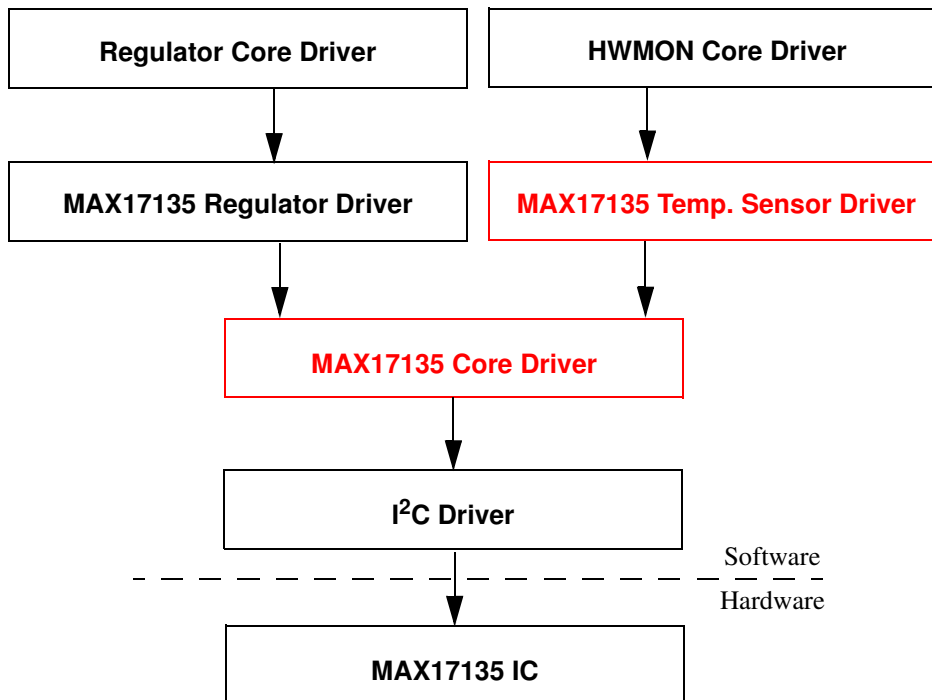 Regulator Core Driver
HWMON Core Driver
MAX17135 Regulator Driver
MAX17135 Temp. Sensor Driver
MAX17135 Core Driver
I²C Driver
Software
Hardware
MAX17135 IC